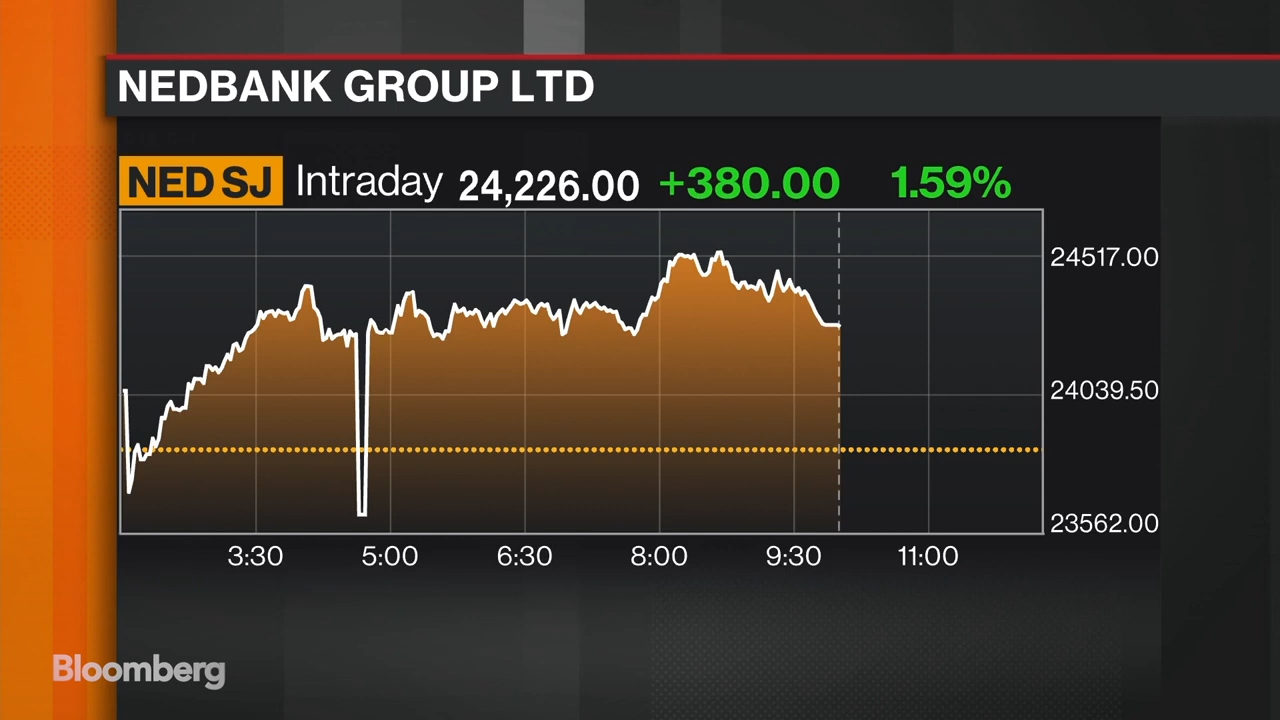 NEDBANK GROUP LTD
NED SJ Intraday 24,226.00 +380.00 1.59%
24517.00
24039.50
23562.00
3:30 5:00 6:30 8:00 9:30 11:00
Bloomberg